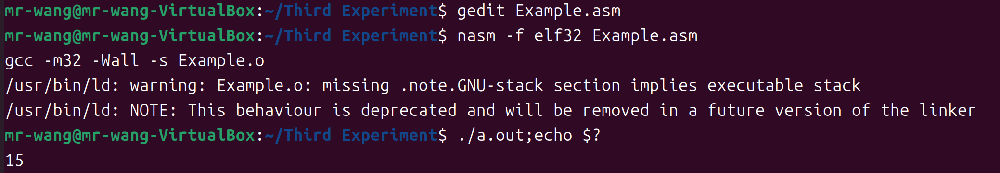 mr-wang@mr-wang-VirtualBox:~/Third Experiment$ gedit Example.asm
mr-wang@mr-wang-VirtualBox:~/Third Experiment$ nasm -f elf32 Example.asm
gcc -m32 -Wall -s Example.o
/usr/bin/ld: warning: Example.o: missing .note.GNU-stack section implies executable stack
/usr/bin/ld: NOTE: This behaviour is deprecated and will be removed in a future version of the linker
mr-wang@mr-wang-VirtualBox:~/Third Experiment$ ./a.out;echo $?
15